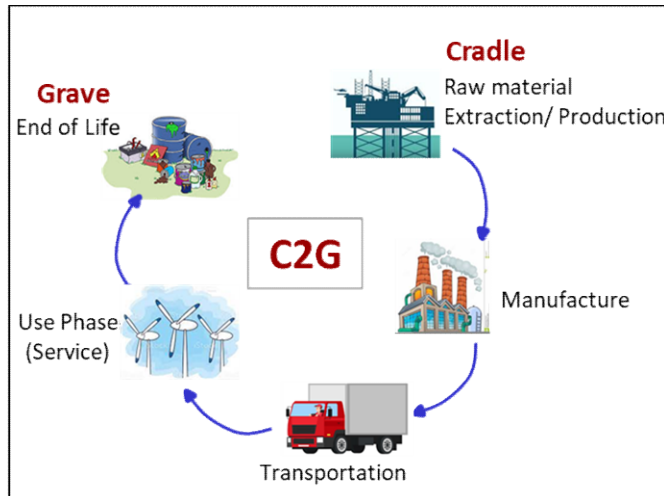 Cradle
Raw material
Extraction/ Production
Grave
End of Life
C2G
Manufacture
Use Phase
(Service)
Transportation